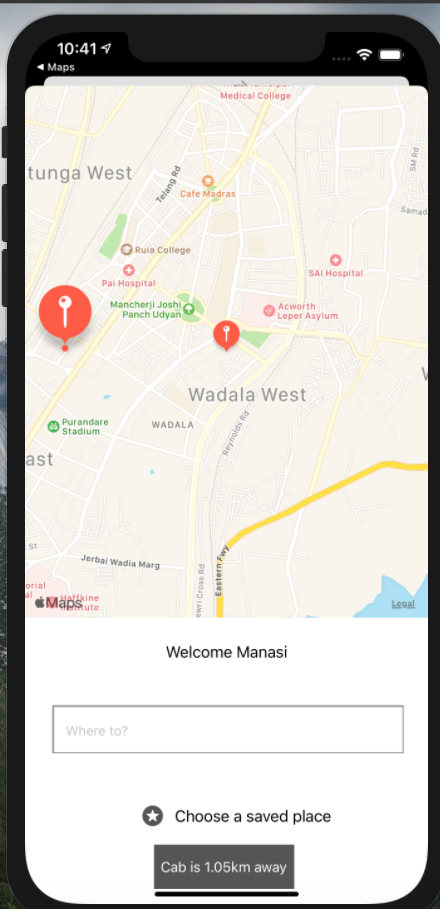 10:41
Maps
Medical College
tunga West
Telang Rd
SM Rd
Cafe Madras
Samad
Ruia College
SAI Hospital
Pai Hospital
Mancherji Joshi
Panch Udyan
Acworth
Leper Asylum
Wadala West
Purandare
Stadium
WADALA
Reynolds Rd
ast
St
Jerbai Wadia Marg
Eastern Fwy
ewri Cross Rd
orial
al
Haffkine
Institute
Maps
Legal
Welcome Manasi
Where to?
Choose a saved place
Cab is 1.05km away